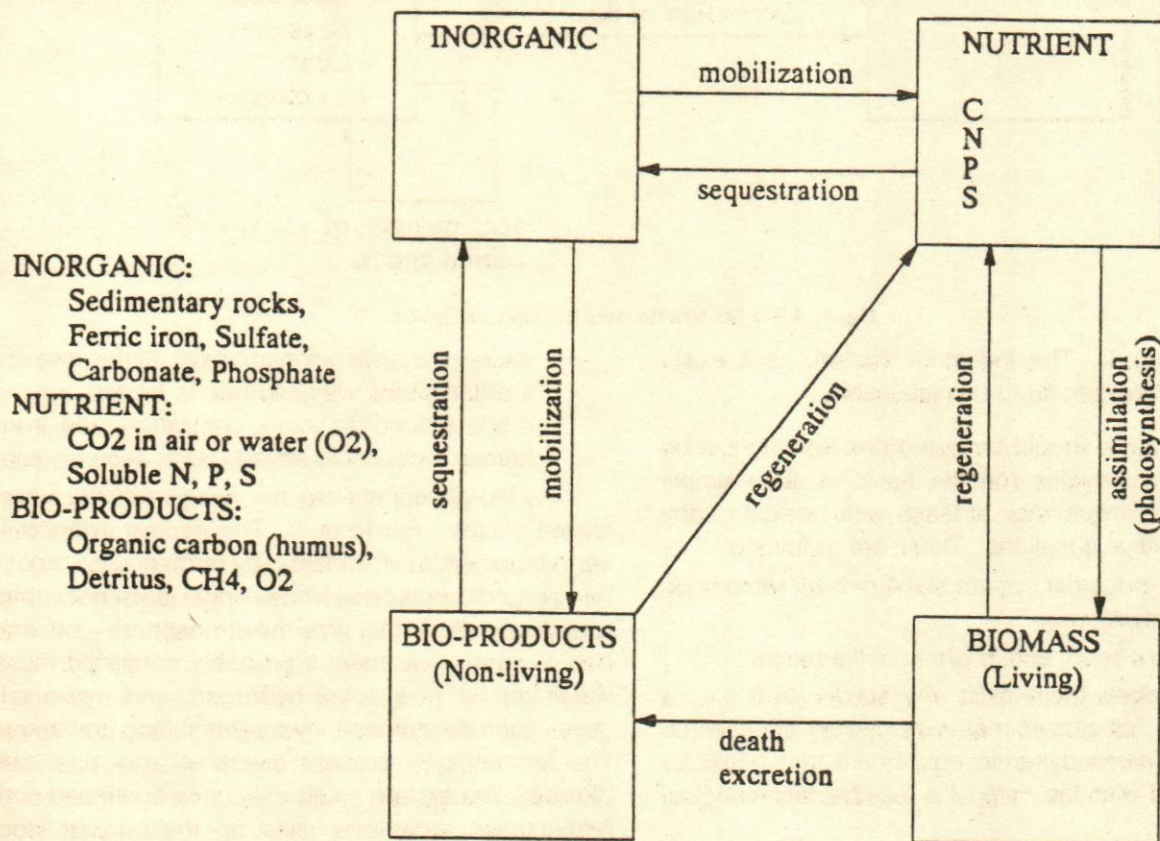 INORGANIC
NUTRIENT
mobilization
C
N
P
S
sequestration
INORGANIC:
Sedimentary rocks,
Ferric iron, Sulfate,
Carbonate, Phosphate
NUTRIENT:
CO2 in air or water (O2),
Soluble N, P, S
BIO-PRODUCTS:
Organic carbon (humus),
Detritus, CH4, O2
sequestration
mobilization
regeneration
regeneration
assimilation
(photosynthesis)
BIO-PRODUCTS
(Non-living)
BIOMASS
(Living)
death
excretion